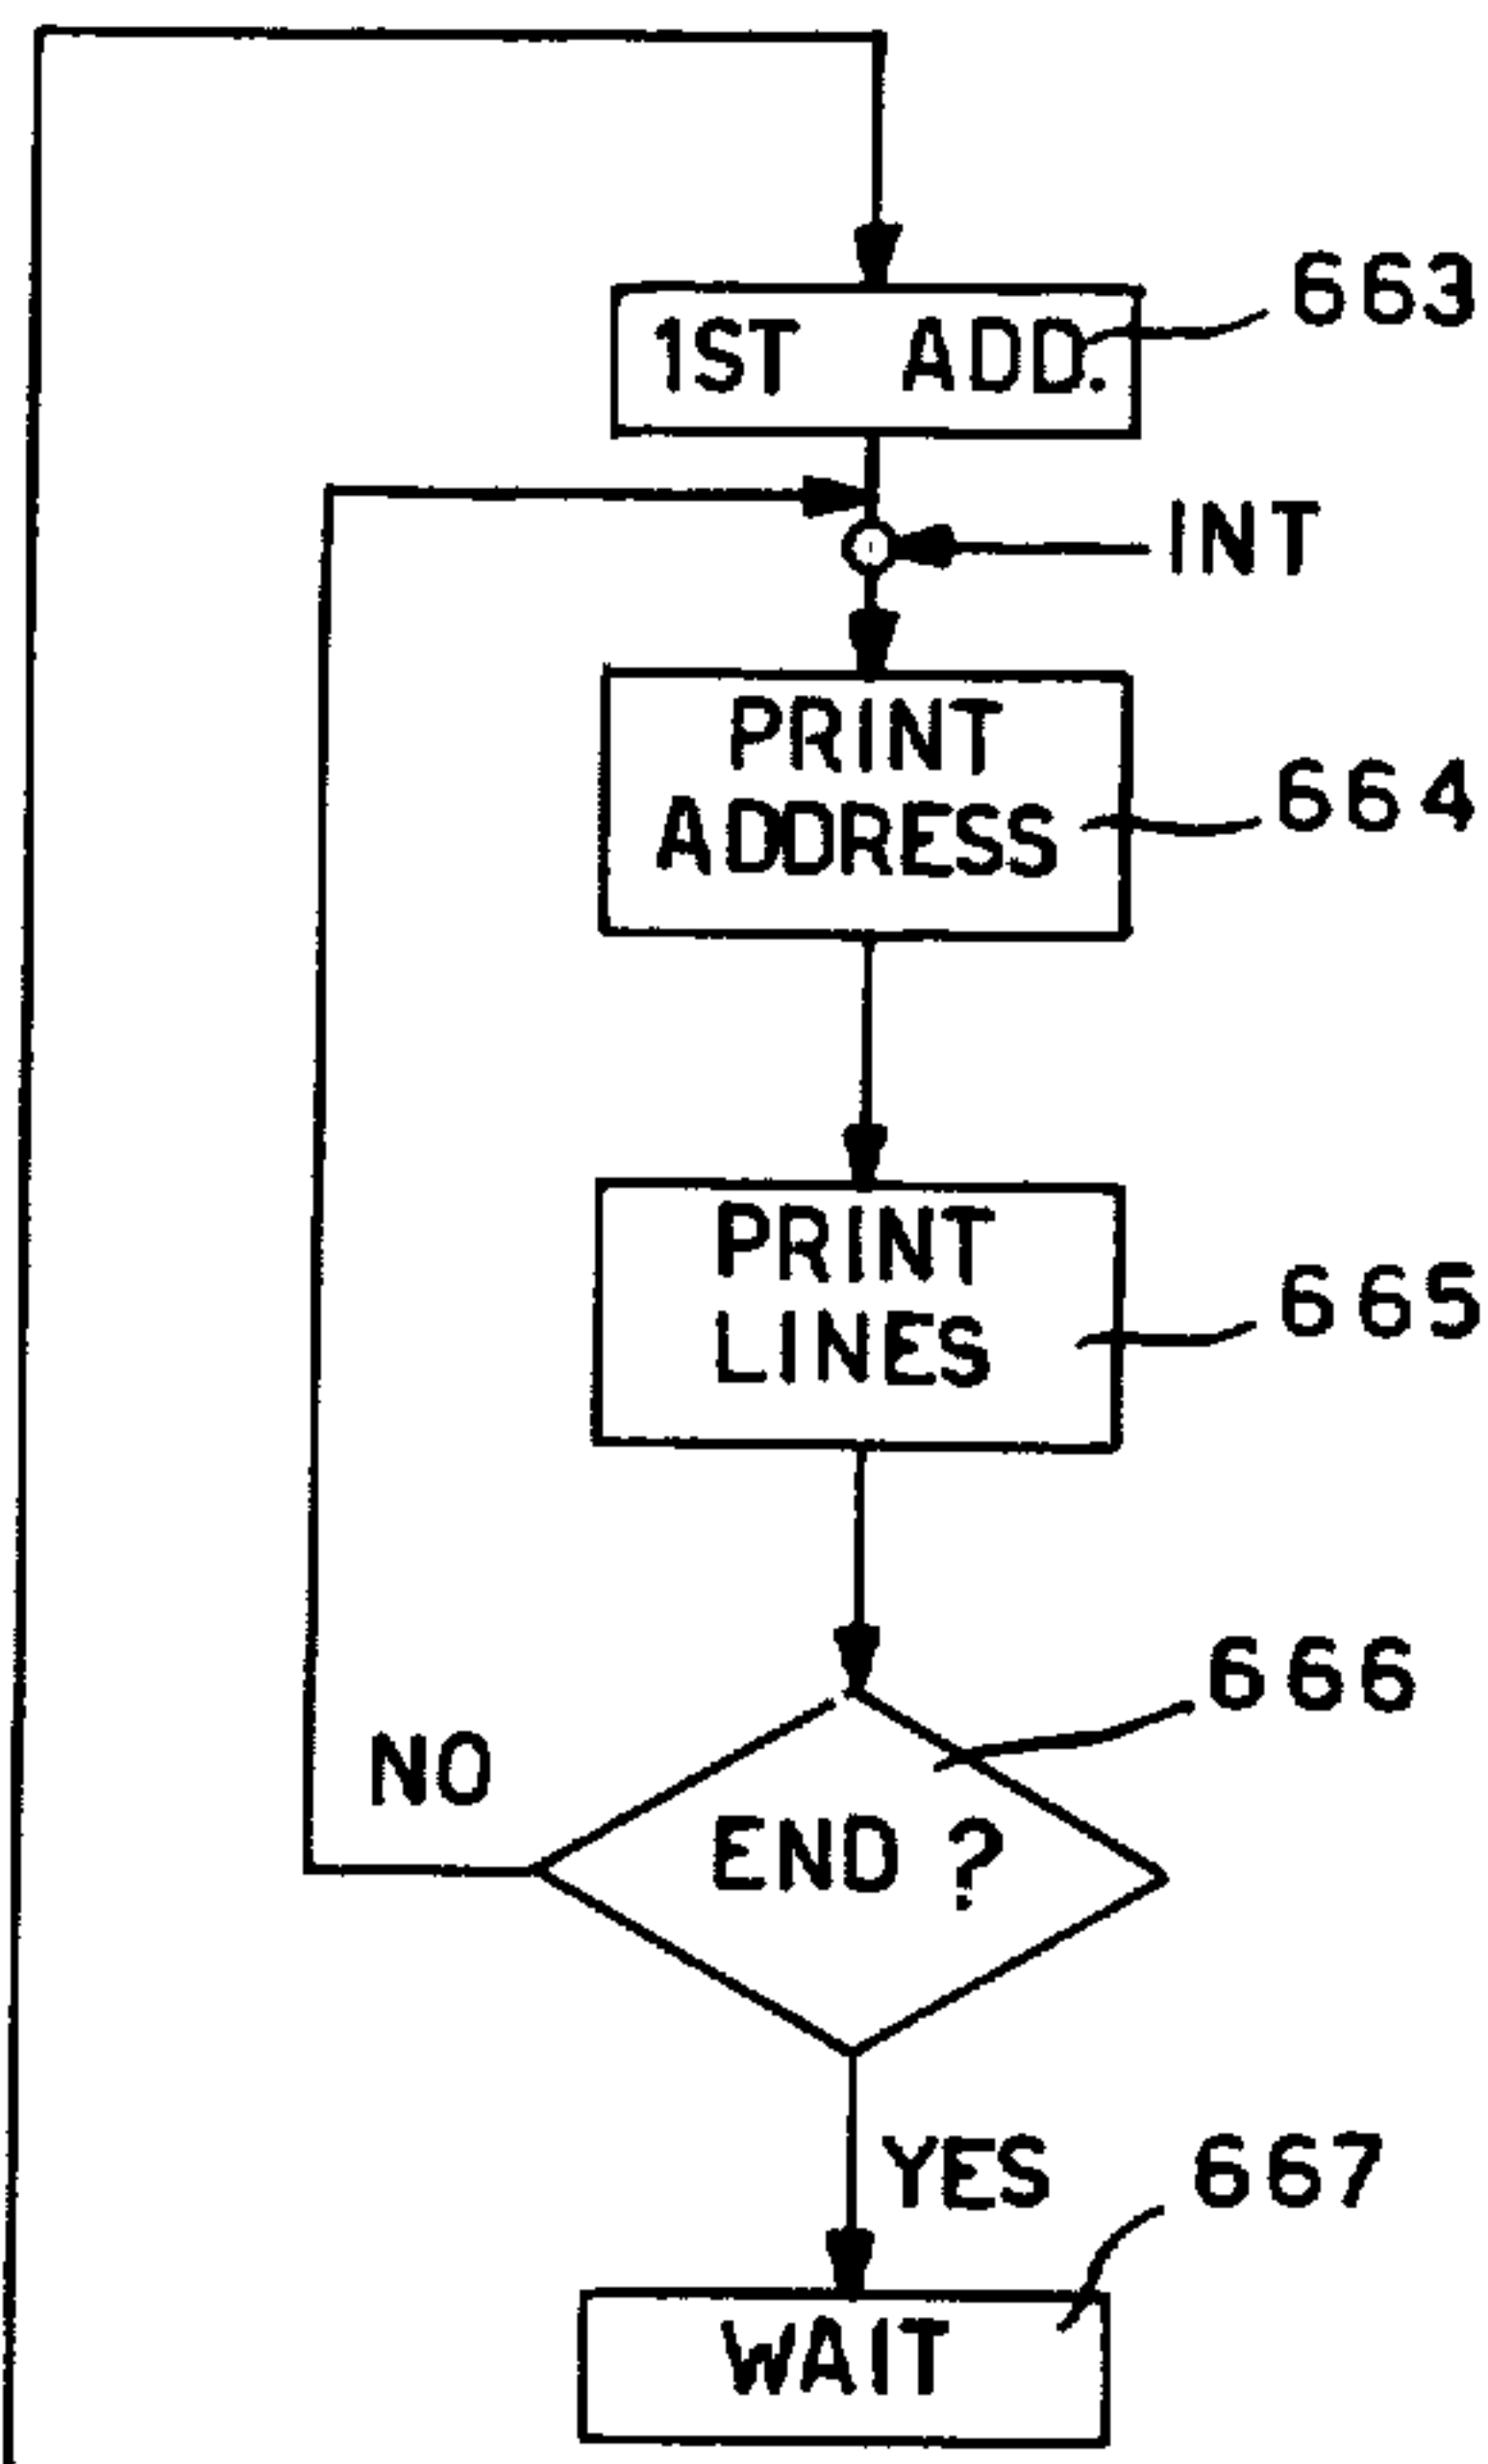 663
1ST ADD.
INT
PRINT
ADDRESS
664
PRINT
LINES
665
666
NO
END ?
YES
667
WAIT